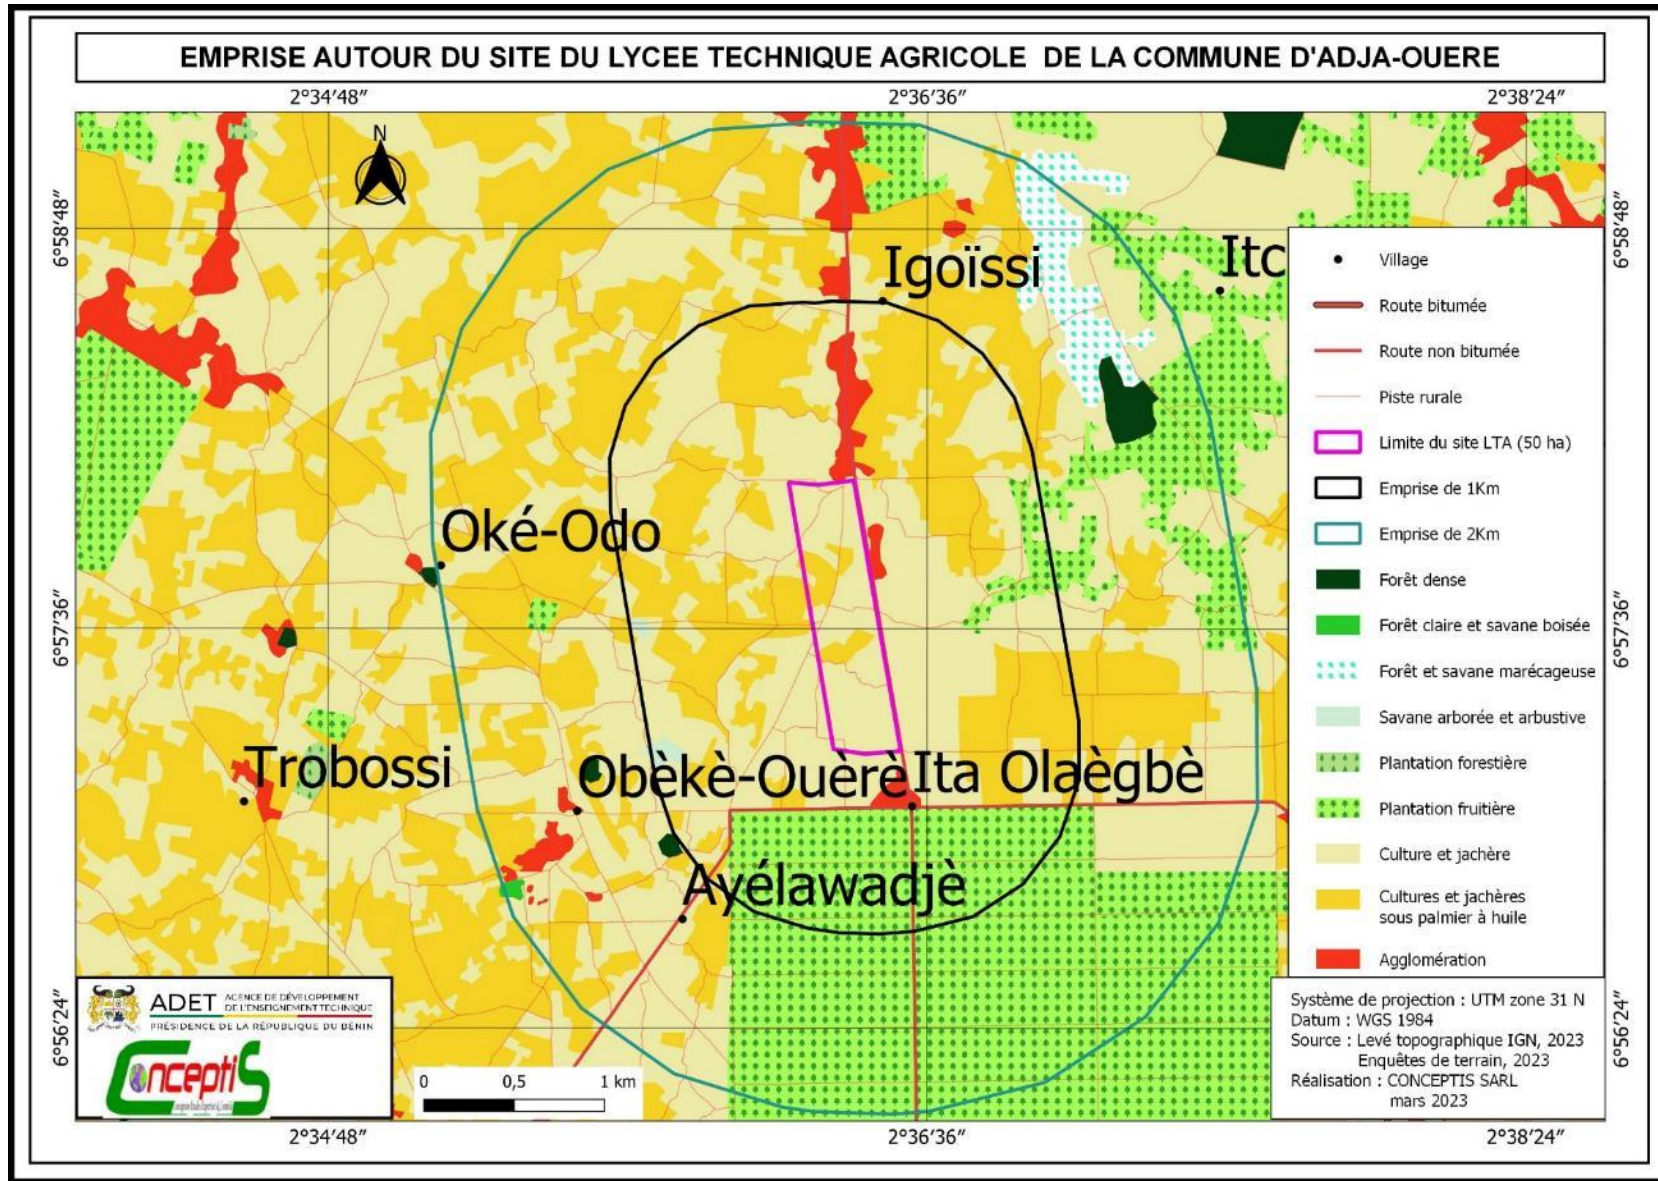 EMPRISE AUTOUR DU SITE DU LYCEE TECHNIQUE AGRICOLE DE LA COMMUNE D'ADJA-OUERE
2°34'48" 2°36'36" 2°38'24"
N
6°58'48" 6°58'48"
Igoïssi Itc
Oké-Odo
6°57'36" 6°57'36"
Trobossi Obèkè-Ouèrè Ita Olaègbè
Ayélawadjè
6°56'24" 6°56'24"
Village
Route bitumée
Route non bitumée
Piste rurale
Limite du site LTA (50 ha)
Emprise de 1Km
Emprise de 2Km
Forêt dense
Forêt claire et savane boisée
Forêt et savane marécageuse
Savane arborée et arbustive
Plantation forestière
Plantation fruitière
Culture et jachère
Cultures et jachères
sous palmier à huile
Agglomération
Système de projection : UTM zone 31 N
Datum : WGS 1984
Source : Levé topographique IGN, 2023
Enquêtes de terrain, 2023
Réalisation : CONCEPTIS SARL
mars 2023
ADET AGENCE DE DÉVELOPPEMENT
DE L'ENSEIGNEMENT TECHNIQUE
PRÉSIDENCE DE LA RÉPUBLIQUE DU BÉNIN
ConceptiS
0 0,5 1 km
2°34'48" 2°36'36" 2°38'24"